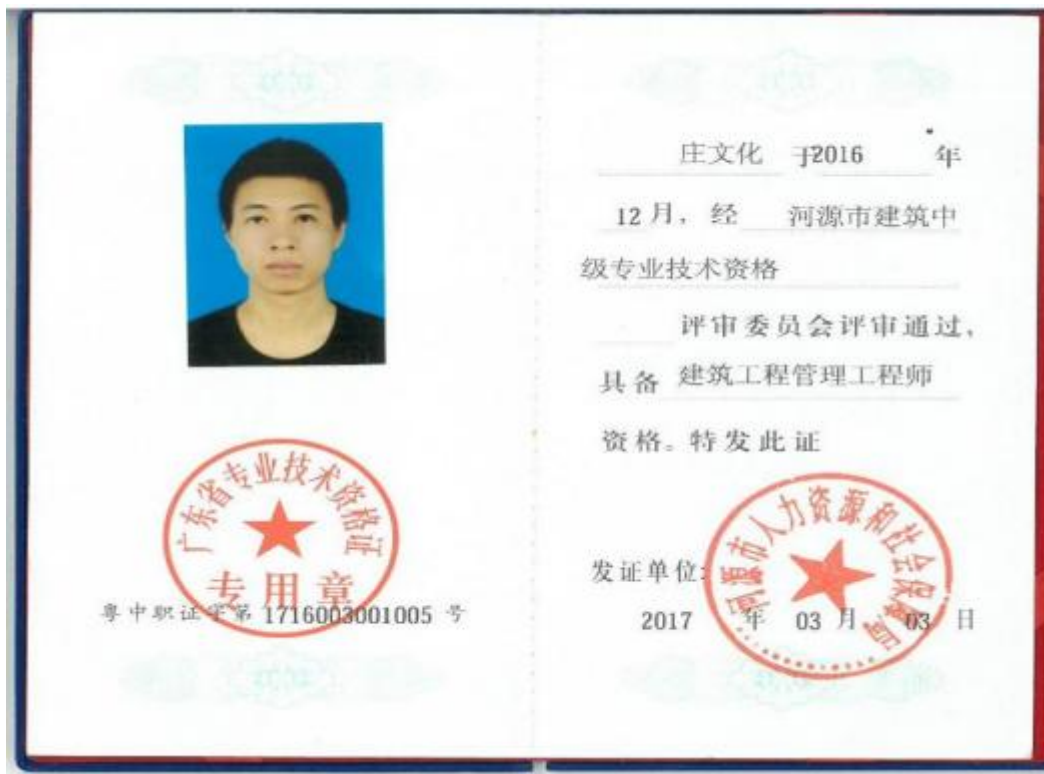 广东省专业技术资格证
专用章
粤中职证字第 1716003001005 号
庄文化 于2016 年
12 月，经 河源市建筑中
级专业技术资格
评审委员会评审通过，
具备 建筑工程管理工程师
资格。特发此证
河源市人力资源和社会保障局
发证单位:
2017 年 03 月 03 日